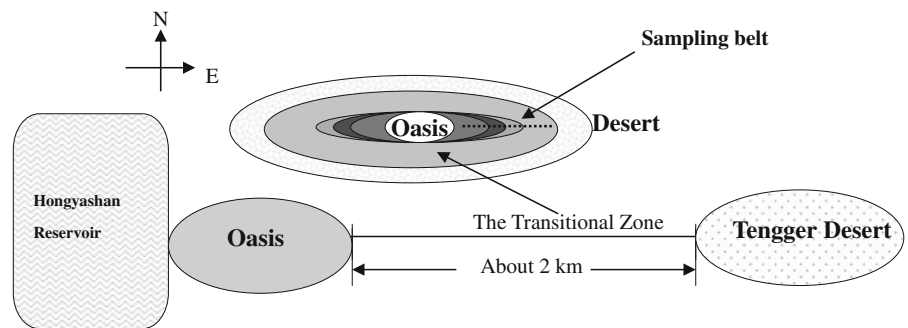 N
E
Sampling belt
Oasis
Desert
Hongyashan
Reservoir
Oasis
The Transitional Zone
Tengger Desert
About 2 km